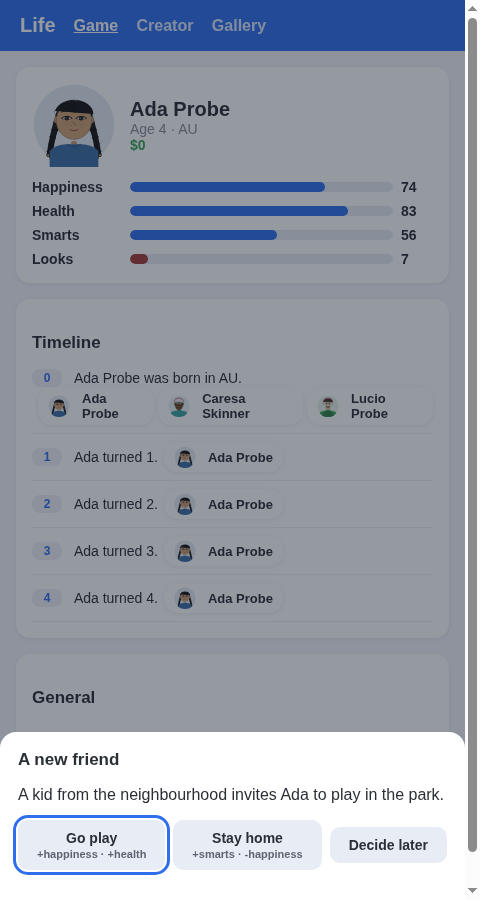 Life Game Creator Gallery
Ada Probe
Age 4 · AU
$0
Happiness 74
Health 83
Smarts 56
Looks 7
Timeline
0 Ada Probe was born in AU.
Ada Probe
Caresa Skinner
Lucio Probe
1 Ada turned 1. Ada Probe
2 Ada turned 2. Ada Probe
3 Ada turned 3. Ada Probe
4 Ada turned 4. Ada Probe
General
A new friend
A kid from the neighbourhood invites Ada to play in the park.
Go play
+happiness · +health
Stay home
+smarts · -happiness
Decide later